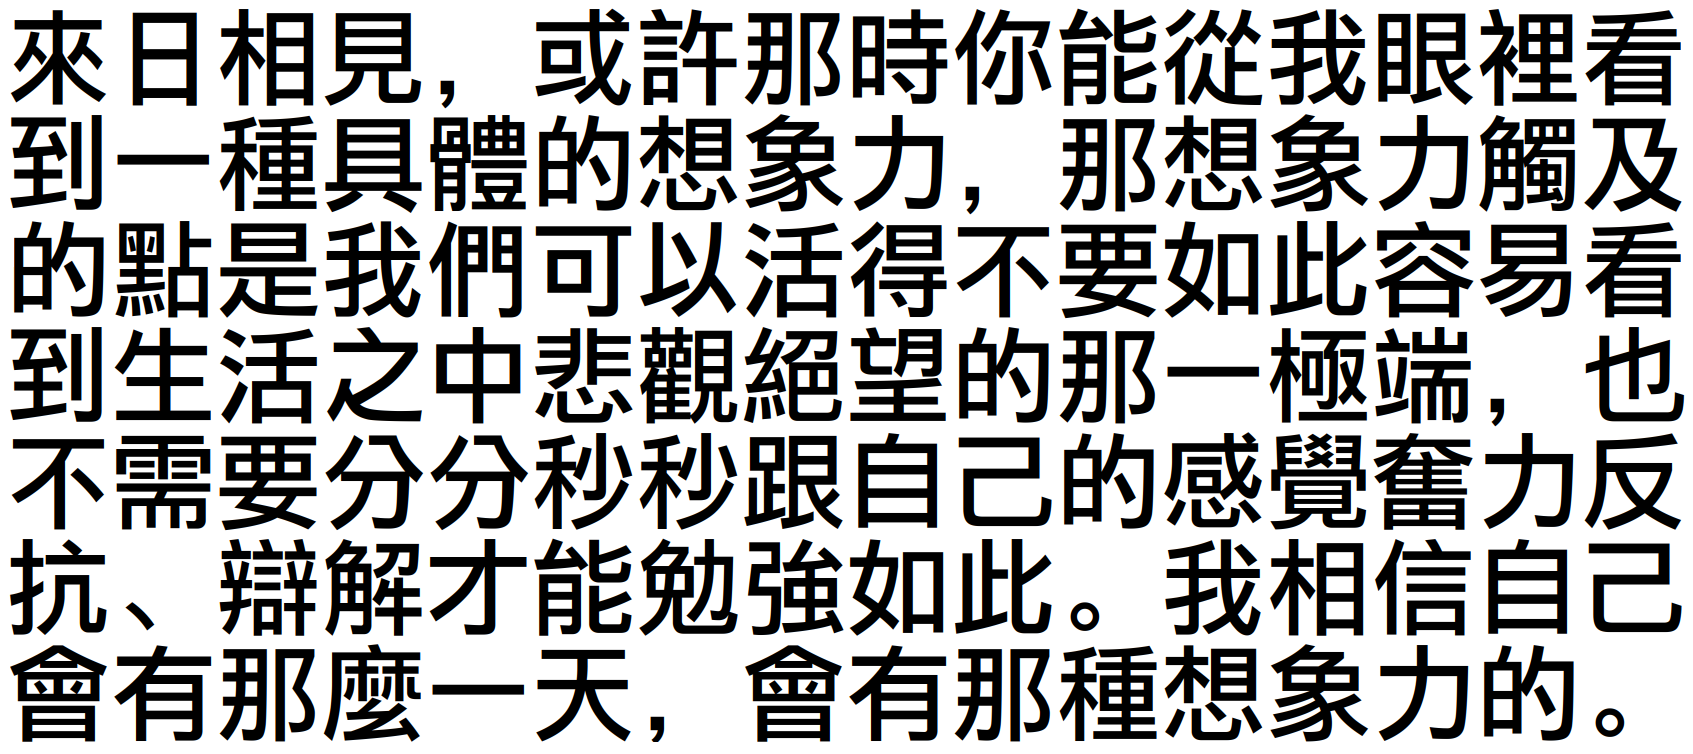 來日相見，或許那時你能從我眼裡看
到一種具體的想象力，那想象力觸及
的點是我們可以活得不要如此容易看
到生活之中悲觀絕望的那一極端，也
不需要分分秒秒跟自己的感覺奮力反
抗、辯解才能勉強如此。我相信自己
會有那麼一天，會有那種想象力的。